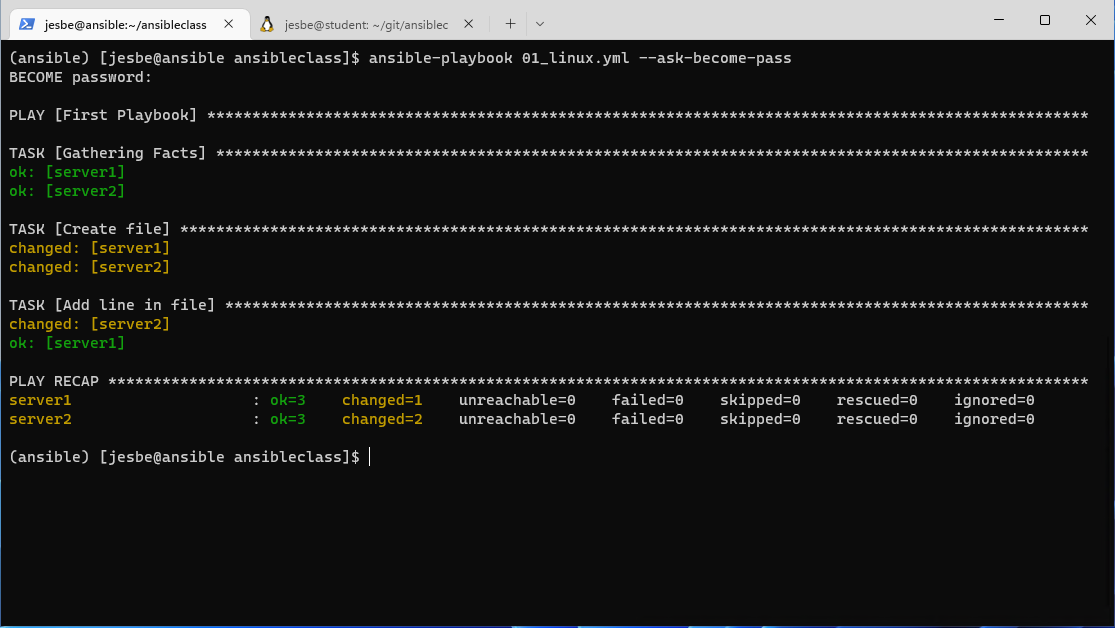 jesbe@ansible:~/ansibleclass
jesbe@student: ~/git/ansiblec
(ansible) [jesbe@ansible ansibleclass]$ ansible-playbook 01_linux.yml --ask-become-pass
BECOME password:
PLAY [First Playbook] **************************************************************************************************
TASK [Gathering Facts] *************************************************************************************************
ok: [server1]
ok: [server2]
TASK [Create file] *****************************************************************************************************
changed: [server1]
changed: [server2]
TASK [Add line in file] ************************************************************************************************
changed: [server2]
ok: [server1]
PLAY RECAP *************************************************************************************************************
server1                    : ok=3    changed=1    unreachable=0    failed=0    skipped=0    rescued=0    ignored=0
server2                    : ok=3    changed=2    unreachable=0    failed=0    skipped=0    rescued=0    ignored=0
(ansible) [jesbe@ansible ansibleclass]$